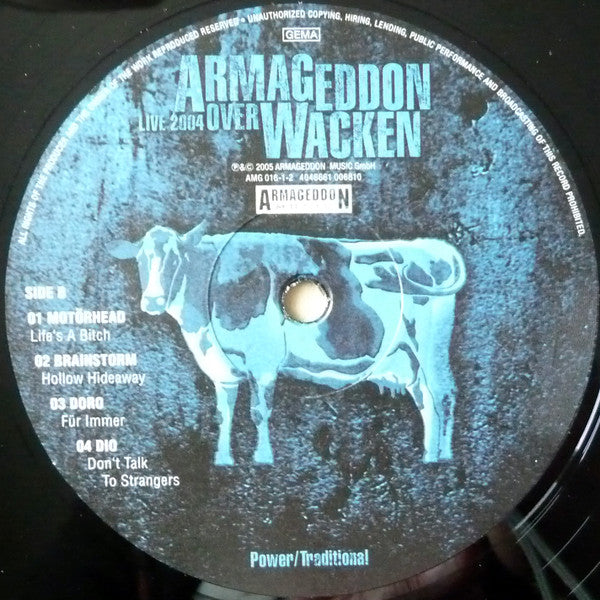 ALL RIGHTS OF THE PRODUCER AND THE OWNER OF THE WORK REPRODUCED RESERVED • UNAUTHORIZED COPYING, HIRING, LENDING, PUBLIC PERFORMANCE AND BROADCASTING OF THIS RECORD PROHIBITED.
GEMA
ARMAGEDDON
LIVE 2004 OVER WACKEN
℗&© 2005 ARMAGEDDON MUSIC GmbH
AMG 016-1-2 4046661 006810
ARMAGEDDON
SIDE B
01 MOTÖRHEAD
Life's A Bitch
02 BRAINSTORM
Hollow Hideaway
03 DORO
Für Immer
04 DIO
Don't Talk
To Strangers
Power/Traditional